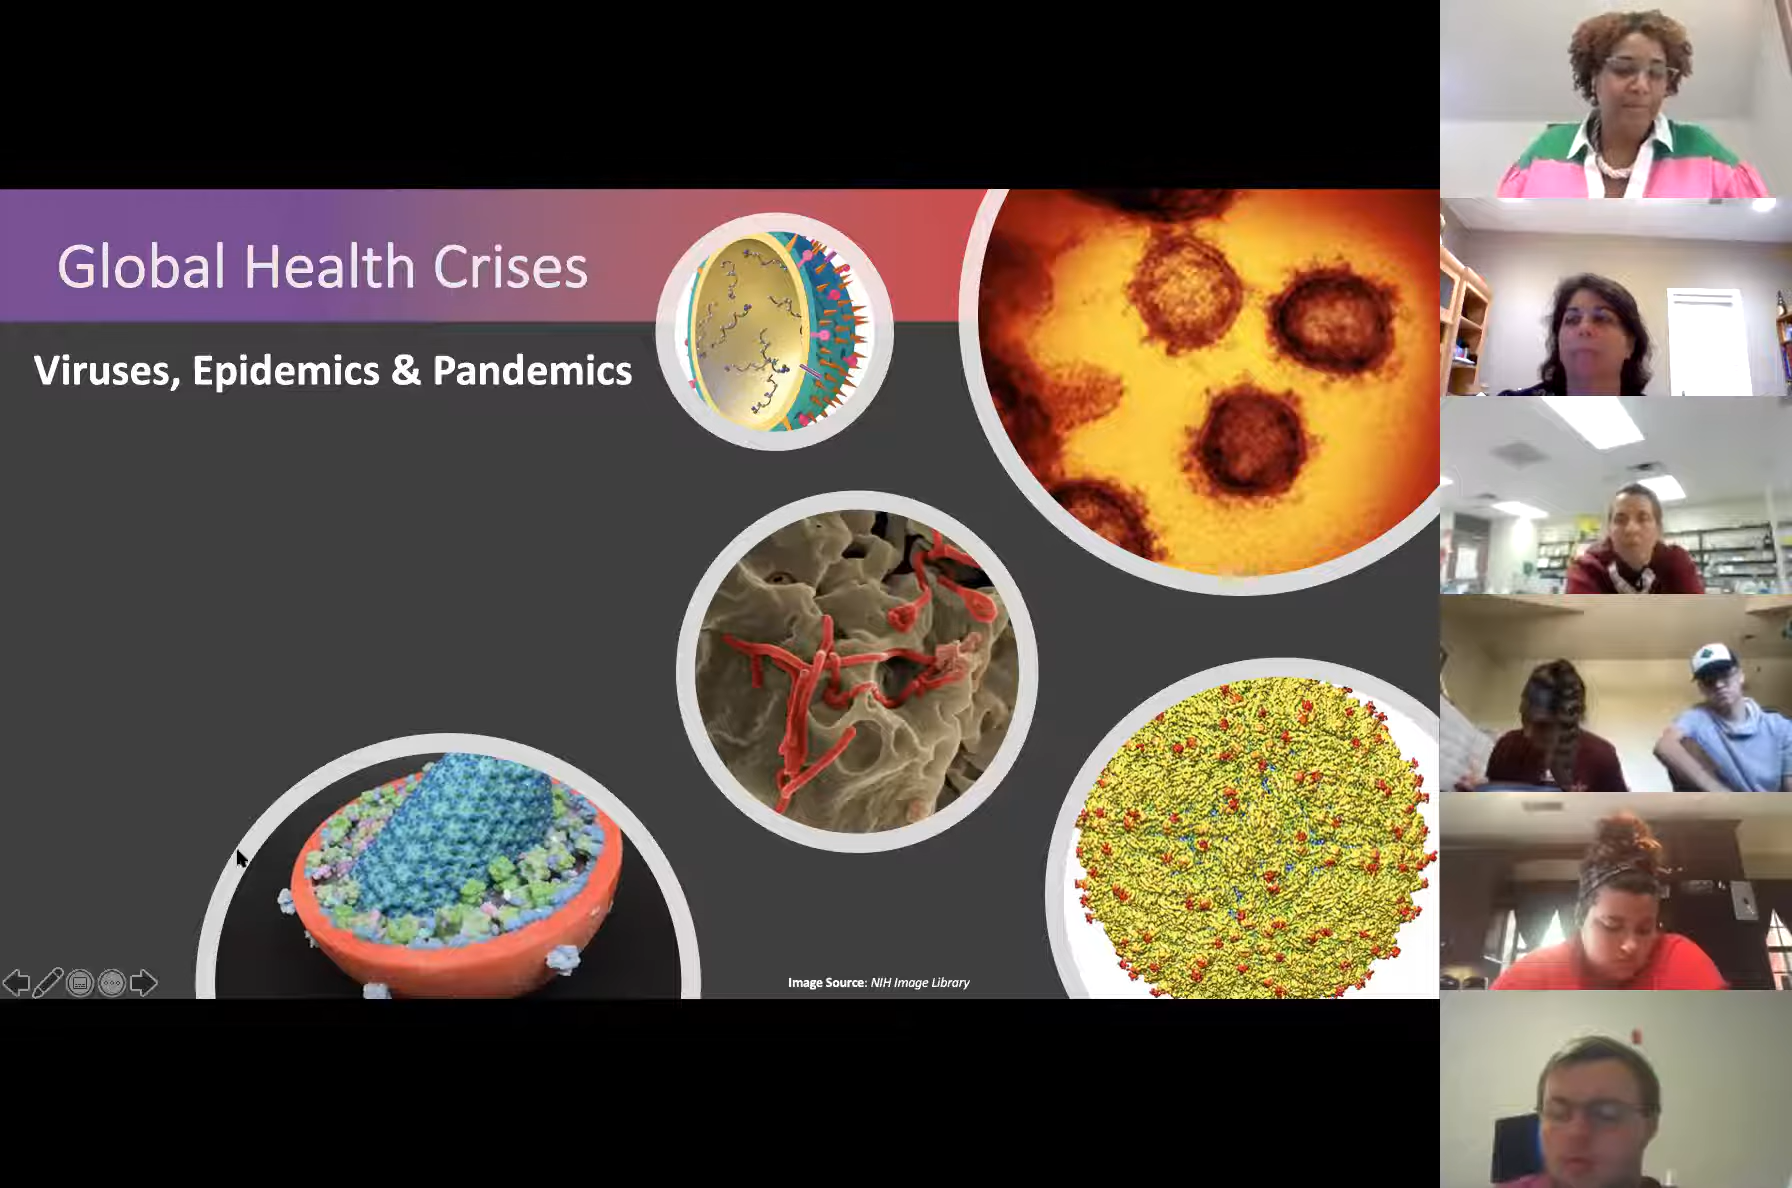 Global Health Crises
Viruses, Epidemics & Pandemics
Image Source: NIH Image Library